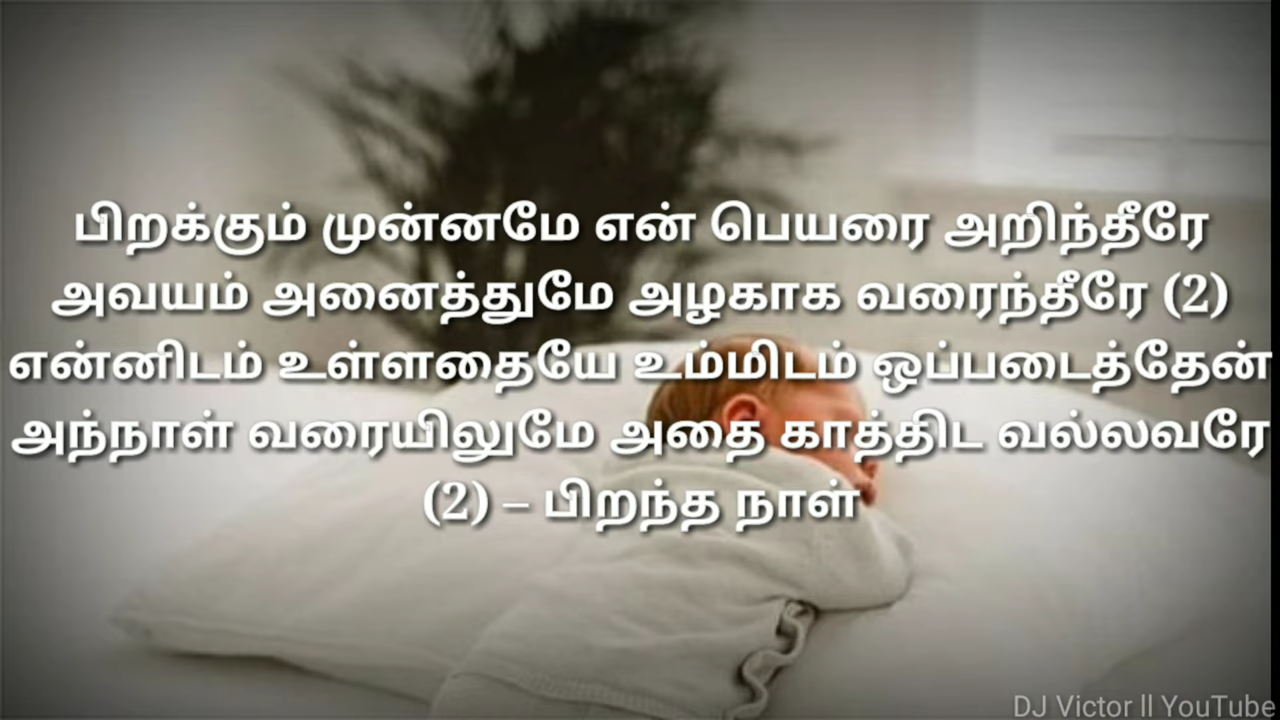 பிறக்கும் முன்னமே என் பெயரை அறிந்தீரே
அவயம் அனைத்துமே அழகாக வரைந்தீரே (2)
என்னிடம் உள்ளதையே உம்மிடம் ஒப்படைத்தேன்
அந்நாள் வரையிலுமே அதை காத்திட வல்லவரே
(2) – பிறந்த நாள்
DJ Victor ll YouTube